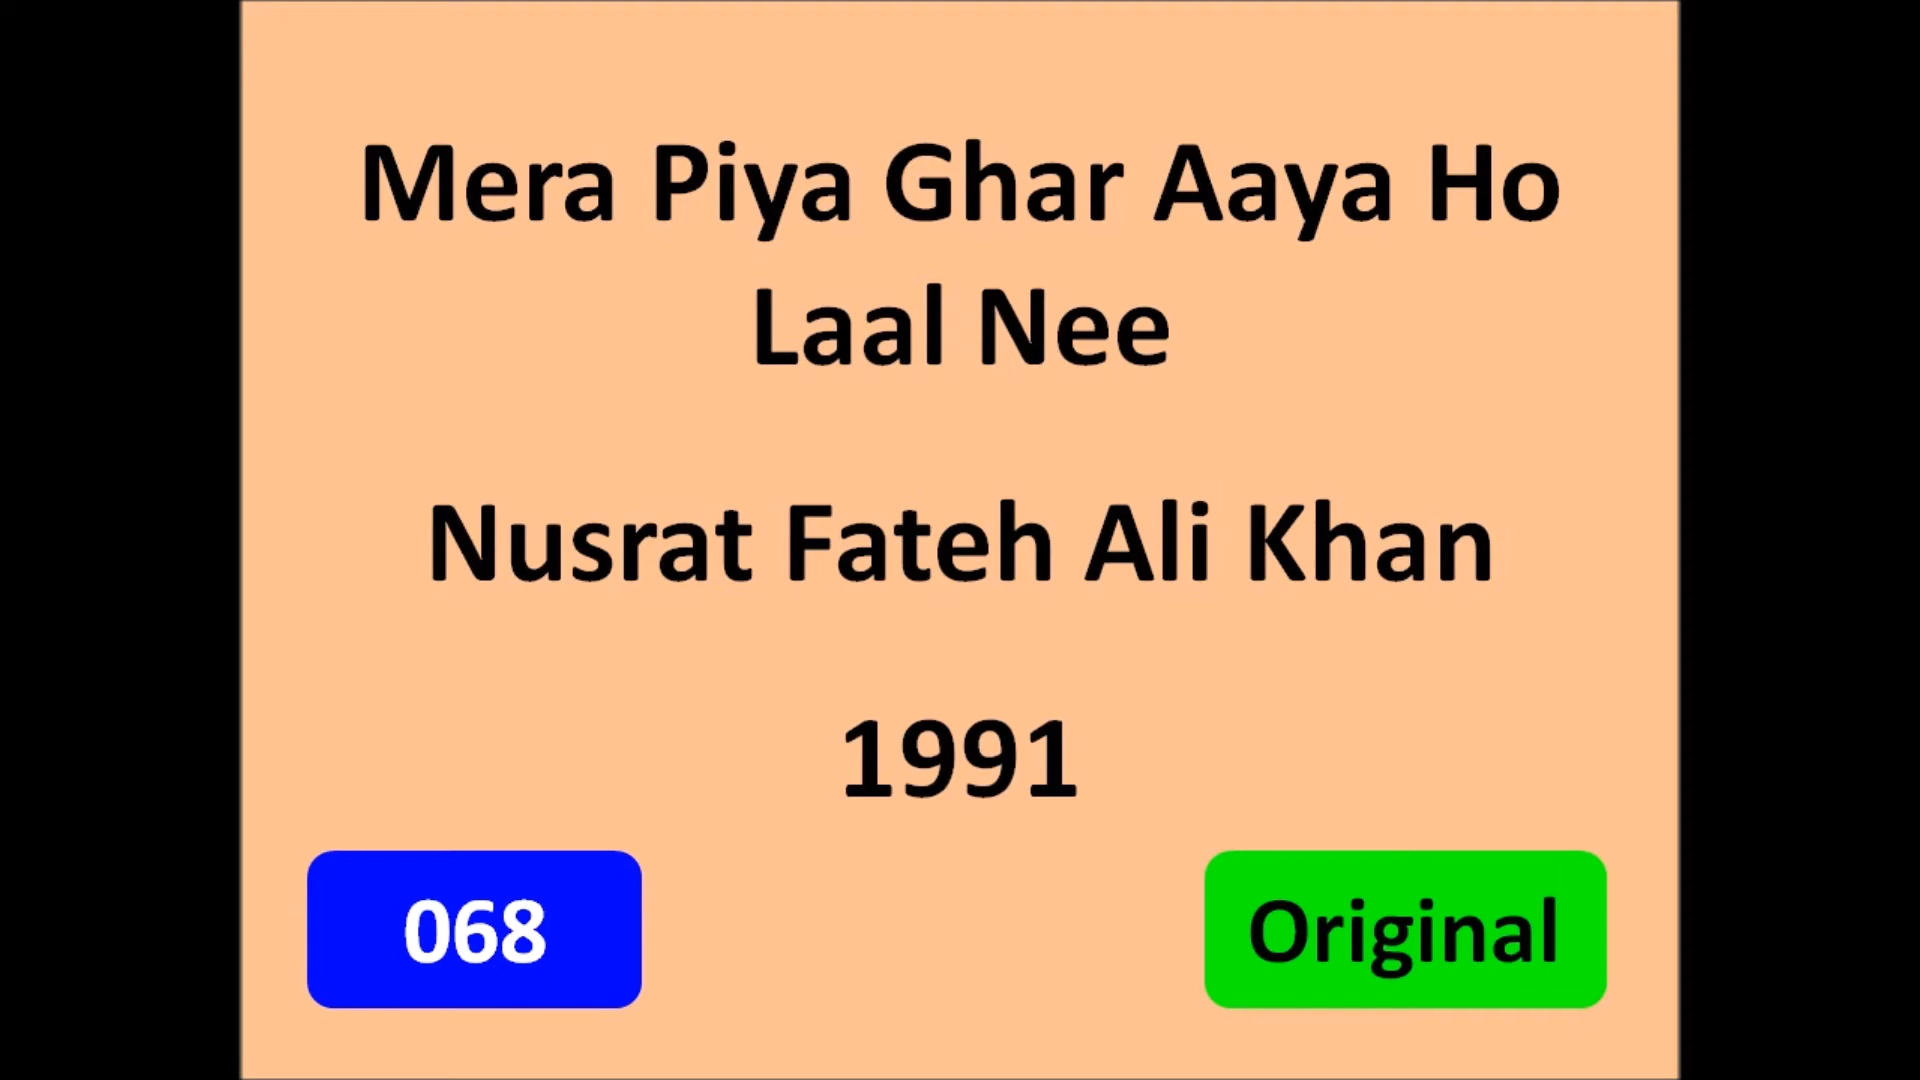 Mera Piya Ghar Aaya Ho
Laal Nee
Nusrat Fateh Ali Khan
1991
068
Original